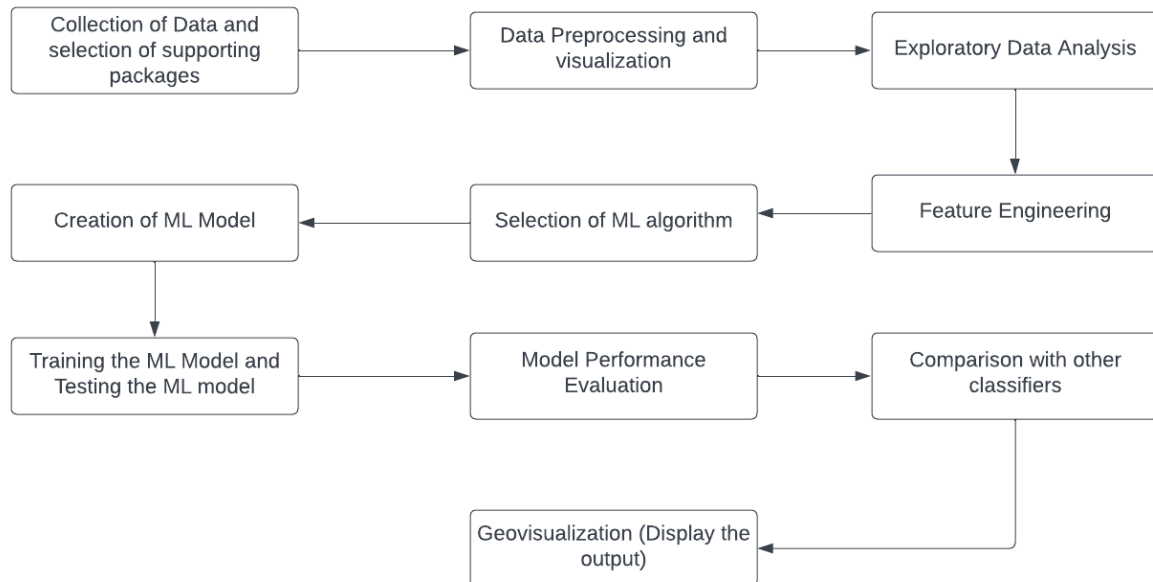 Collection of Data and
selection of supporting
packages
Data Preprocessing and
visualization
Exploratory Data Analysis
Feature Engineering
Selection of ML algorithm
Creation of ML Model
Training the ML Model and
Testing the ML model
Model Performance
Evaluation
Comparison with other
classifiers
Geovisualization (Display the
output)